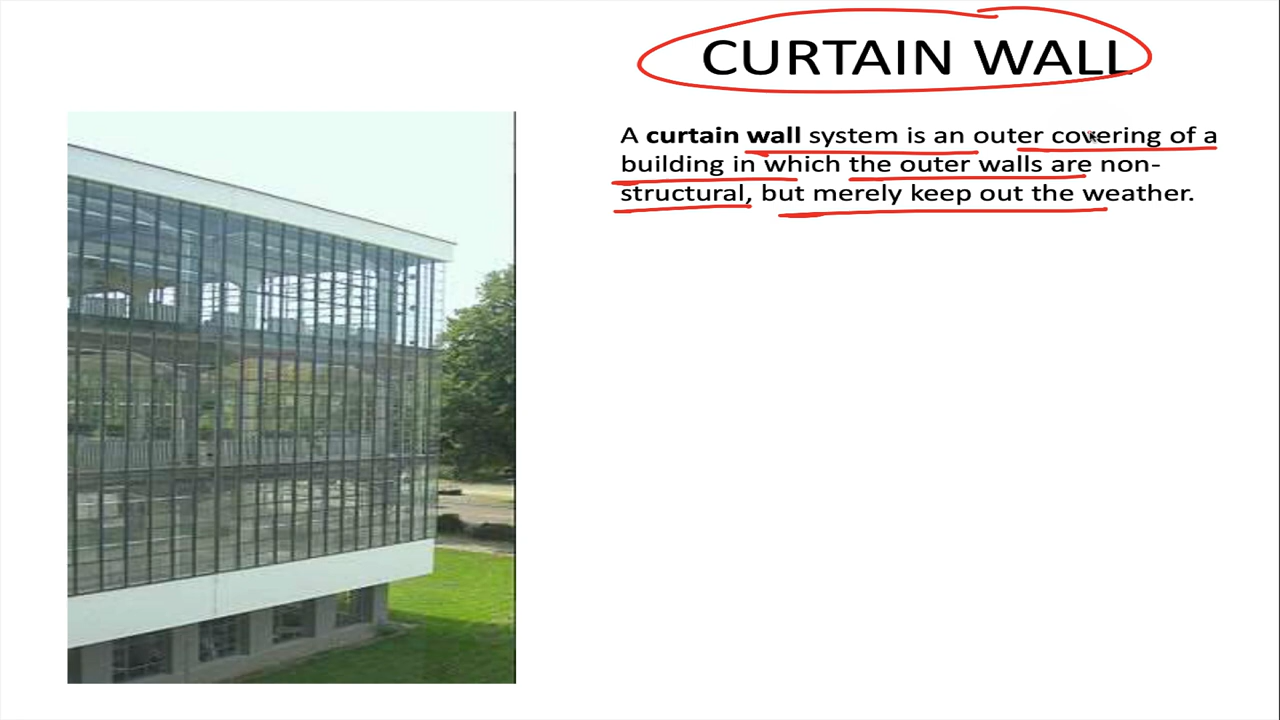 CURTAIN WALL
A curtain wall system is an outer covering of a
building in which the outer walls are non-
structural, but merely keep out the weather.